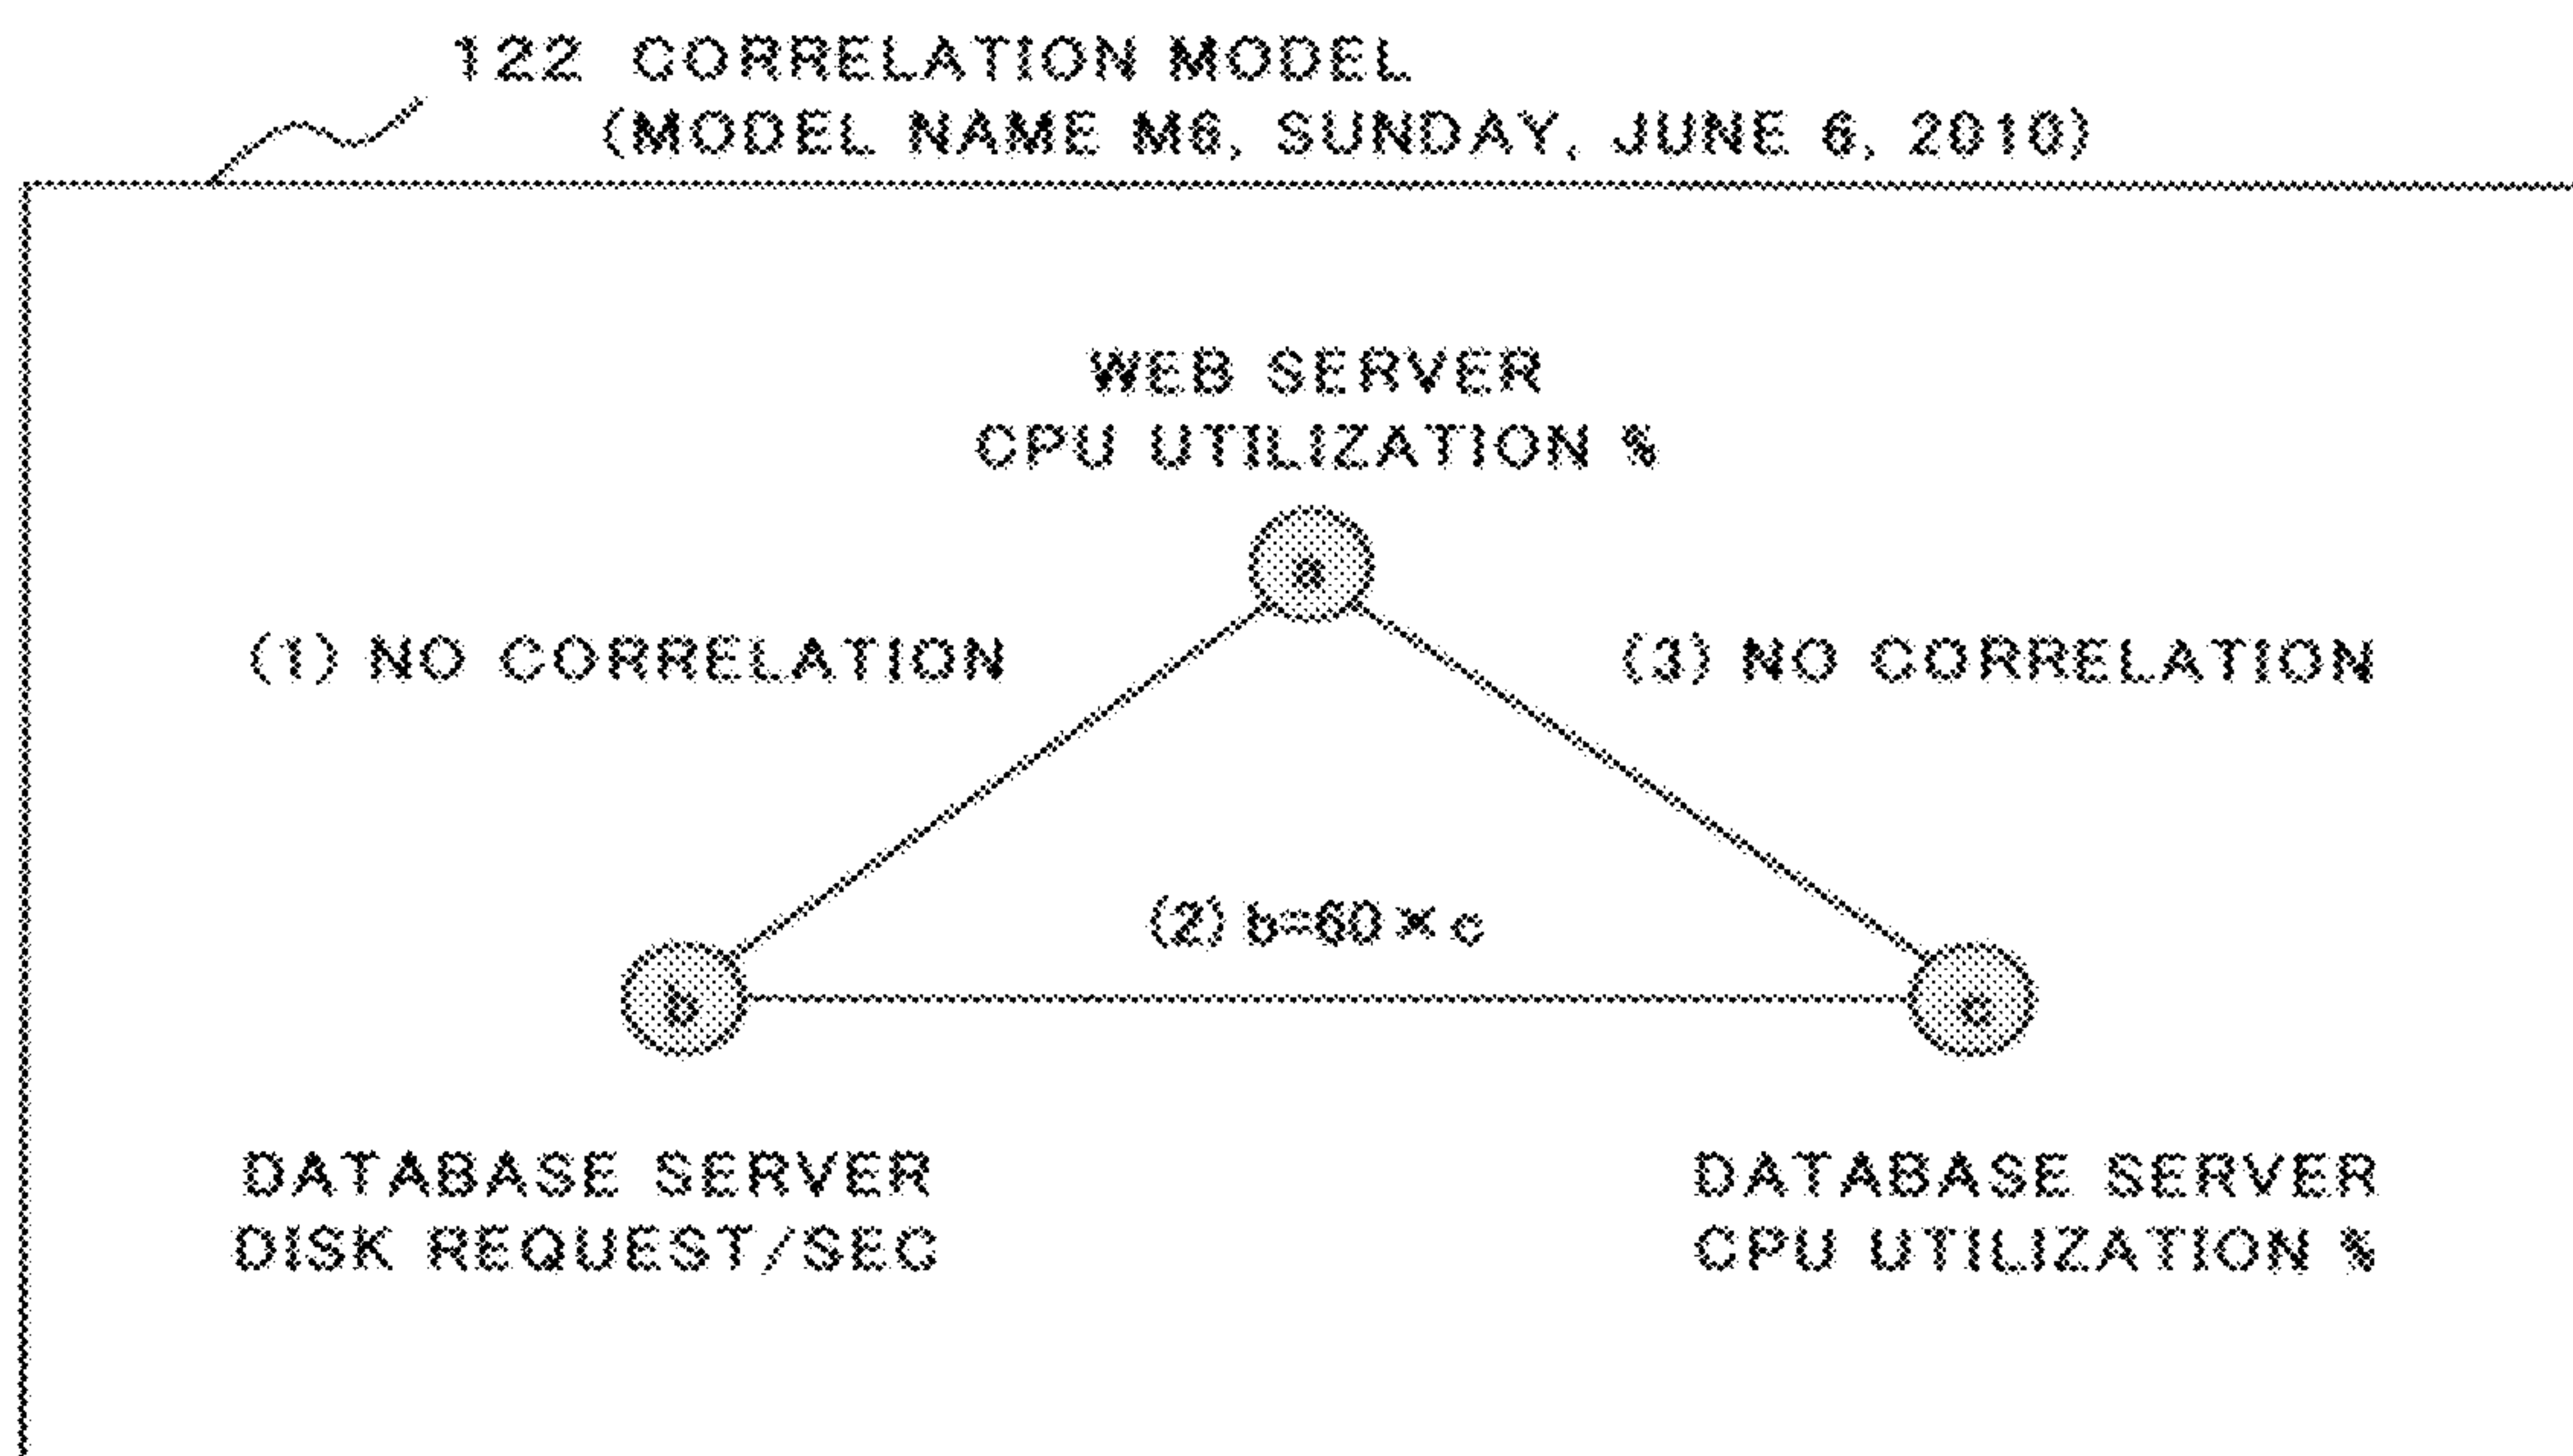 122 CORRELATION MODEL
(MODEL NAME M6, SUNDAY, JUNE 6, 2010)
WEB SERVER
CPU UTILIZATION %
a
(1) NO CORRELATION
(3) NO CORRELATION
(2) b=60×c
b
c
DATABASE SERVER
DISK REQUEST/SEC
DATABASE SERVER
CPU UTILIZATION %